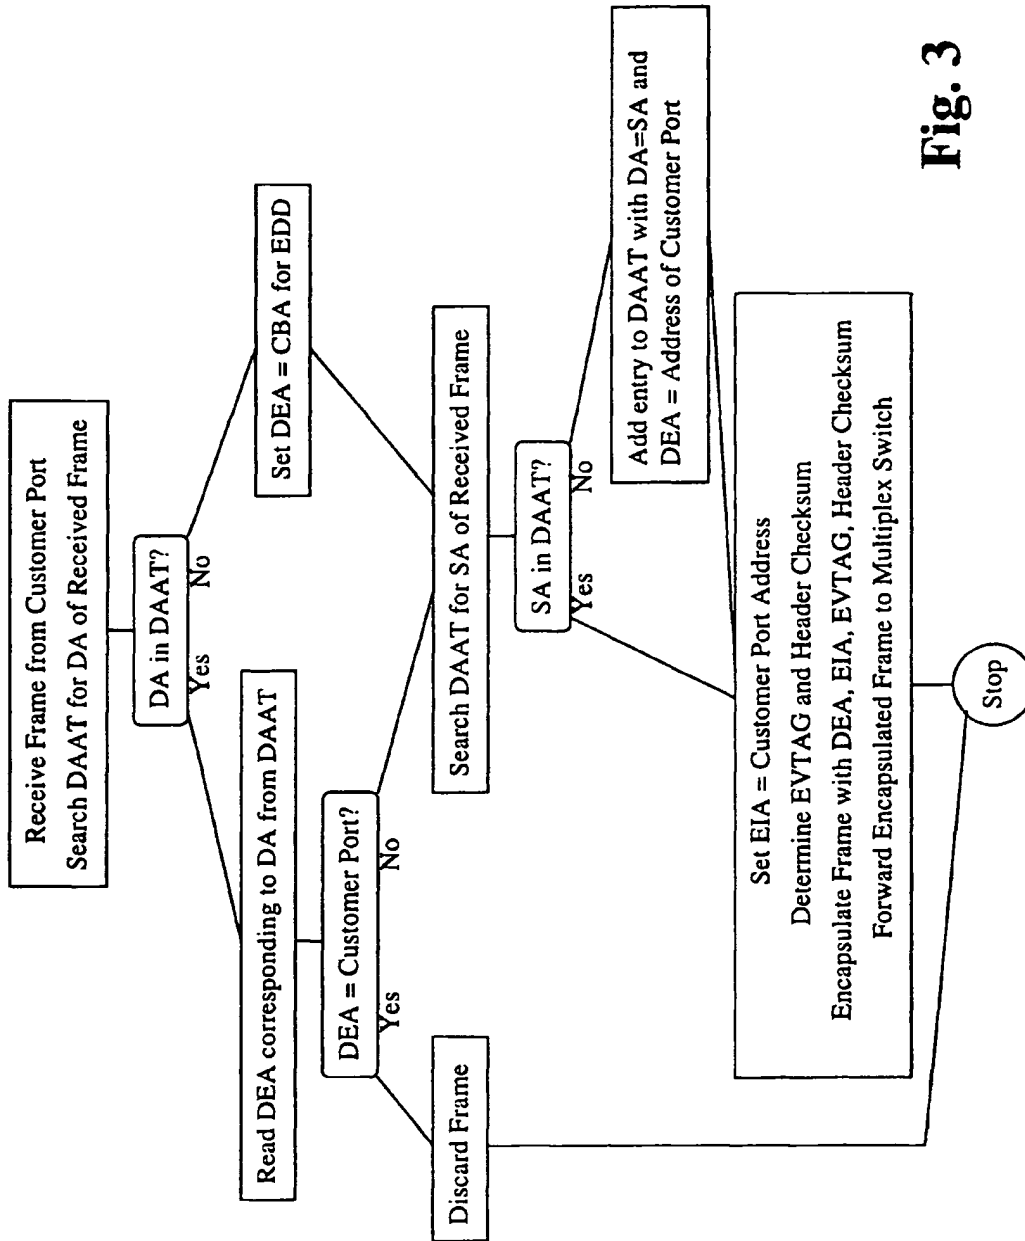 Receive Frame from Customer Port
Search DAAT for DA of Received Frame
DA in DAAT?
Yes
No
Read DEA corresponding to DA from DAAT
Set DEA = CBA for EDD
DEA = Customer Port?
Yes
No
Discard Frame
Search DAAT for SA of Received Frame
SA in DAAT?
Yes
No
Add entry to DAAT with DA=SA and
DEA = Address of Customer Port
Set EIA = Customer Port Address
Determine EVTAG and Header Checksum
Encapsulate Frame with DEA, EIA, EVTAG, Header Checksum
Forward Encapsulated Frame to Multiplex Switch
Stop
Fig. 3